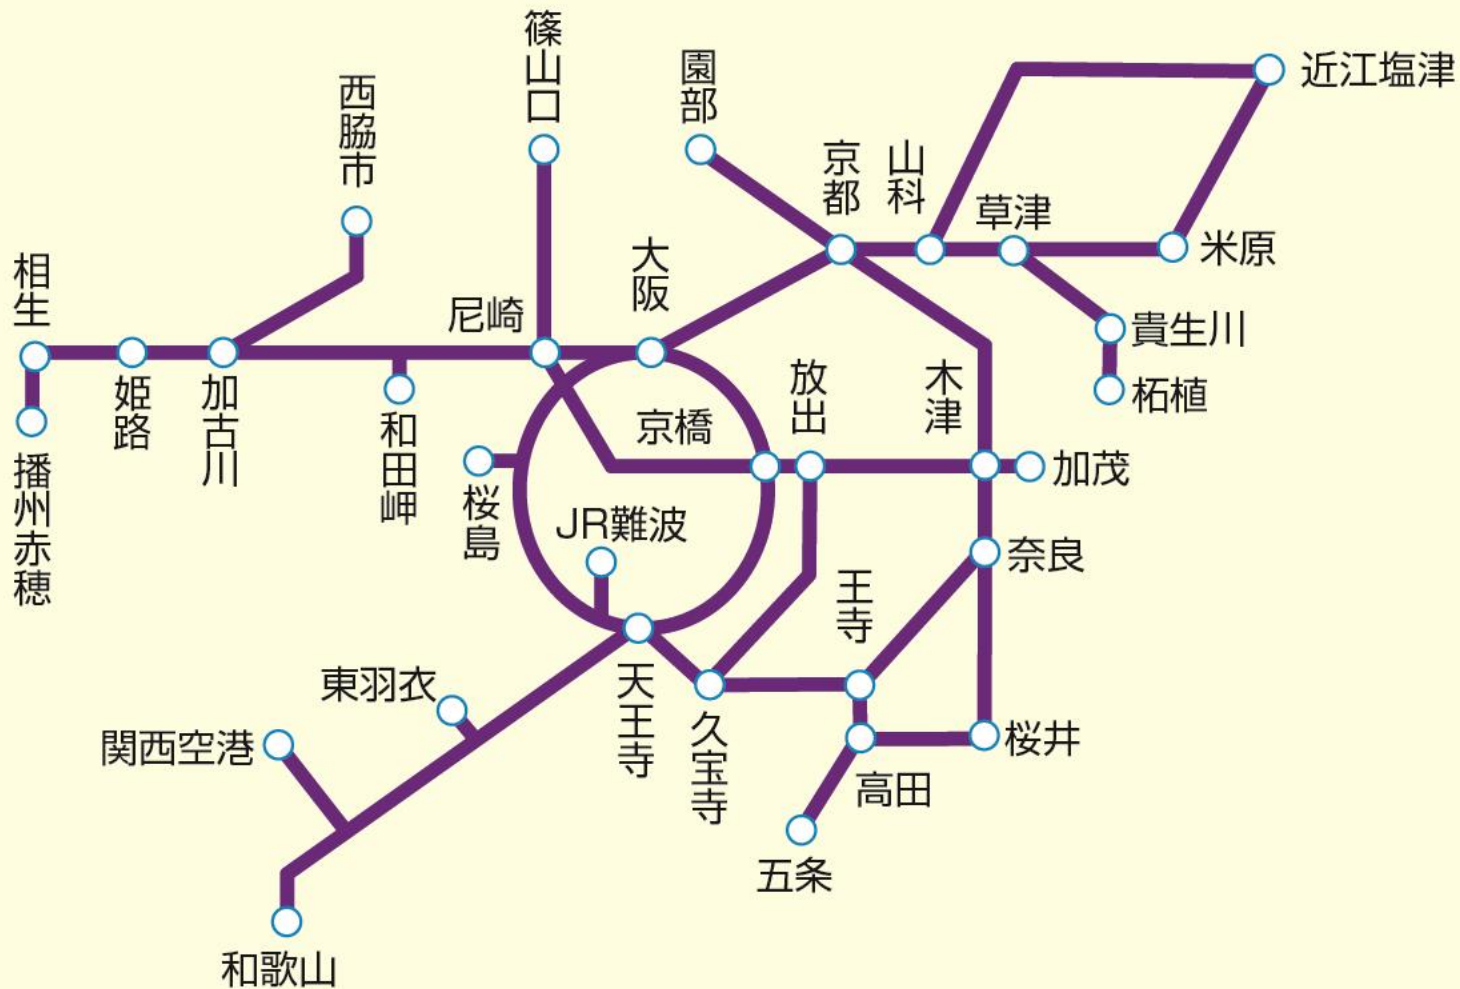 篠山口
園部
近江塩津
西脇市
京都
山科
草津
米原
大阪
相生
尼崎
貴生川
柘植
放出
木津
姫路
加古川
和田岬
京橋
加茂
播州赤穂
桜島
JR難波
奈良
王寺
東羽衣
天王寺
久宝寺
関西空港
桜井
高田
五条
和歌山